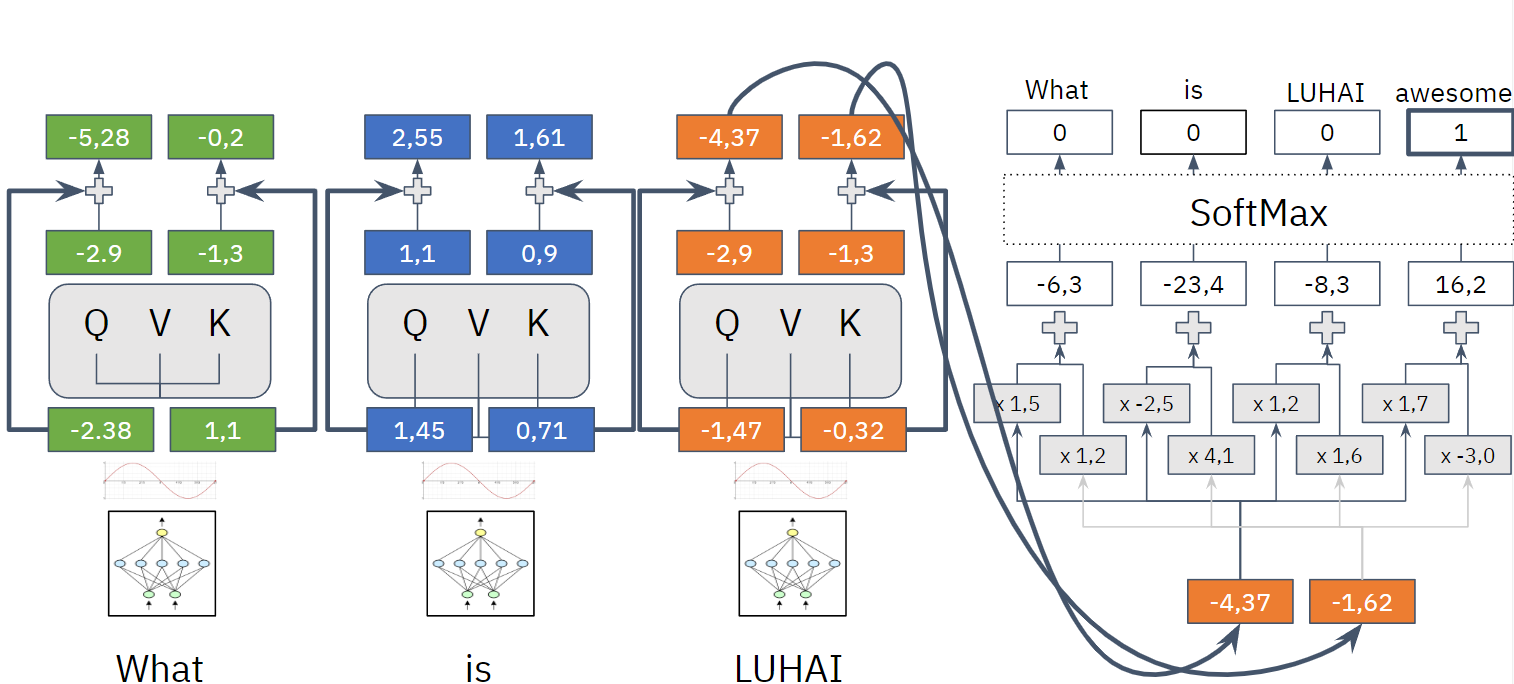 What is LUHAI awesome
-5,28 -0,2 2,55 1,61 -4,37 -1,62 0 0 0 1
SoftMax
-2.9 -1,3 1,1 0,9 -2,9 -1,3
-6,3 -23,4 -8,3 16,2
Q V K Q V K Q V K
x 1,5 x -2,5 x 1,2 x 1,7
-2.38 1,1 1,45 0,71 -1,47 -0,32
x 1,2 x 4,1 x 1,6 x -3,0
-4,37 -1,62
What is LUHAI